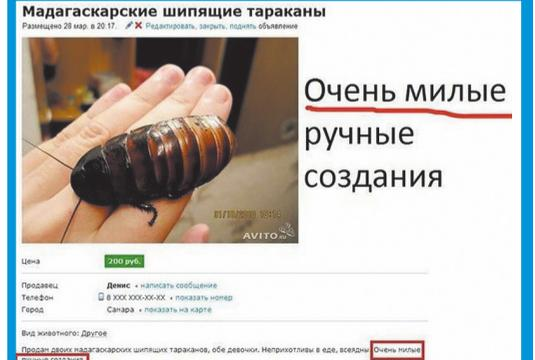 Мадагаскарские шипящие тараканы
Размещено 28 мар. в 20:17. Редактировать, закрыть, поднять объявление
Очень милые
ручные
создания
AVITO.ru
Цена 200 руб.
Продавец Денис • написать сообщение
Телефон 8 XXX XXX-XX-XX • показать номер
Город Самара • показать на карте
Вид животного: Другое
Продам двоих мадагаскарских шипящих тараканов, обе девочки. Неприхотливы в еде, всеядны. Очень милые
ручные создания